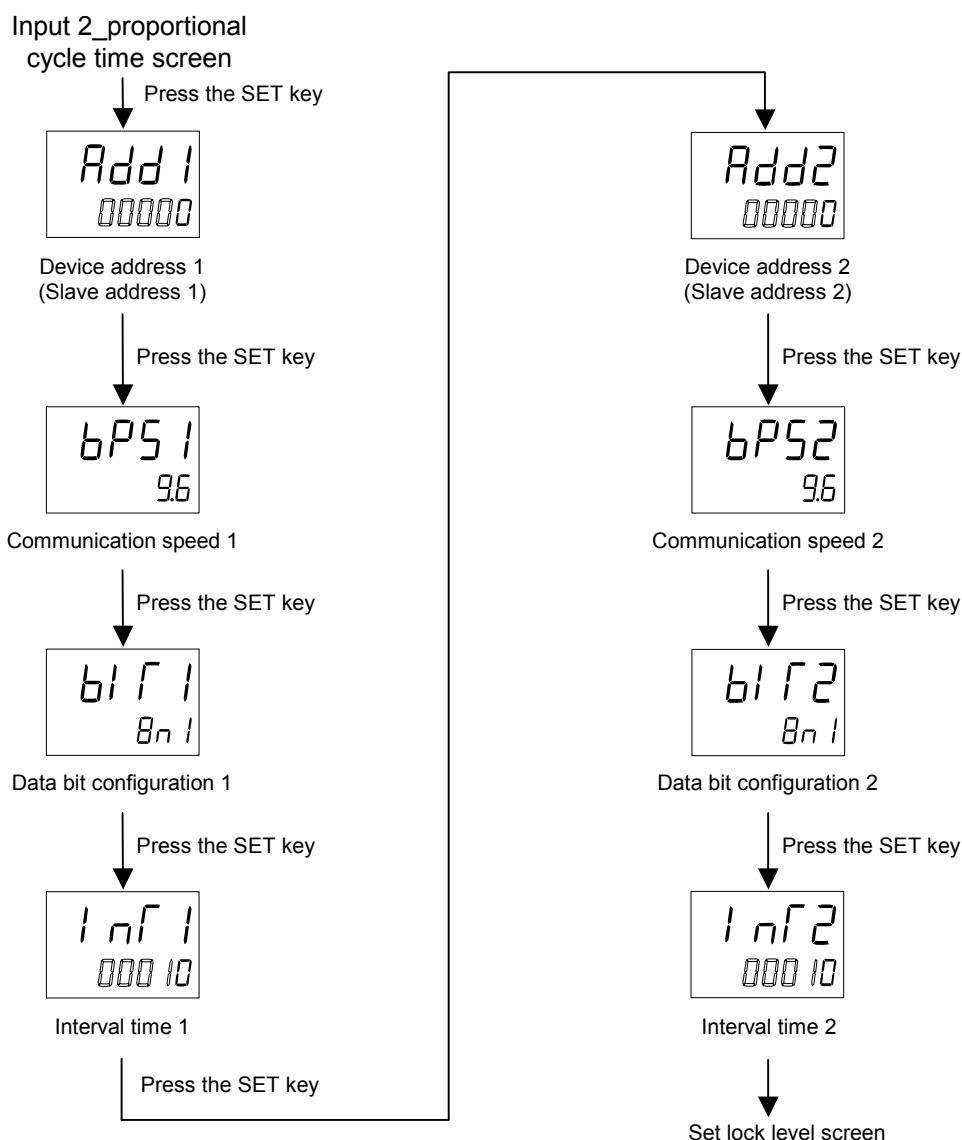 Input 2_proportional
cycle time screen
Press the SET key
Add1
00000
Device address 1
(Slave address 1)
Press the SET key
bPS1
9.6
Communication speed 1
Press the SET key
bIT1
8n1
Data bit configuration 1
Press the SET key
InT1
00010
Interval time 1
Press the SET key
Add2
00000
Device address 2
(Slave address 2)
Press the SET key
bPS2
9.6
Communication speed 2
Press the SET key
bIT2
8n1
Data bit configuration 2
Press the SET key
InT2
00010
Interval time 2
Set lock level screen